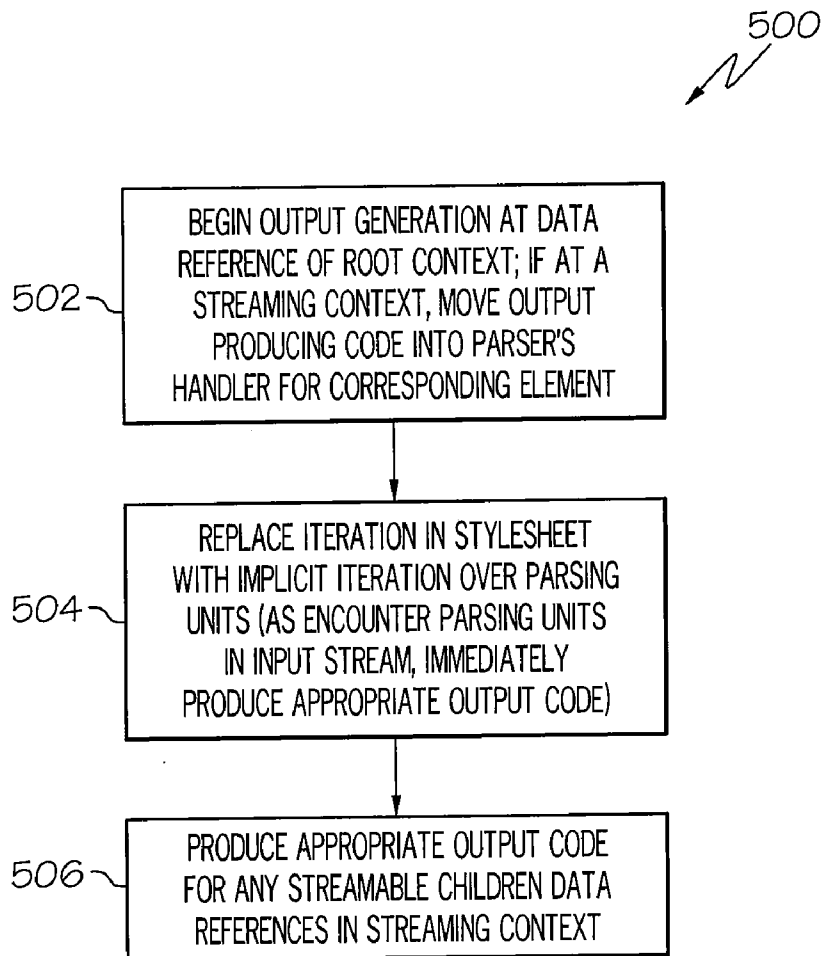 500
BEGIN OUTPUT GENERATION AT DATA
REFERENCE OF ROOT CONTEXT; IF AT A
STREAMING CONTEXT, MOVE OUTPUT
PRODUCING CODE INTO PARSER'S
HANDLER FOR CORRESPONDING ELEMENT
502
REPLACE ITERATION IN STYLESHEET
WITH IMPLICIT ITERATION OVER PARSING
UNITS (AS ENCOUNTER PARSING UNITS
IN INPUT STREAM, IMMEDIATELY
PRODUCE APPROPRIATE OUTPUT CODE)
504
PRODUCE APPROPRIATE OUTPUT CODE
FOR ANY STREAMABLE CHILDREN DATA
REFERENCES IN STREAMING CONTEXT
506